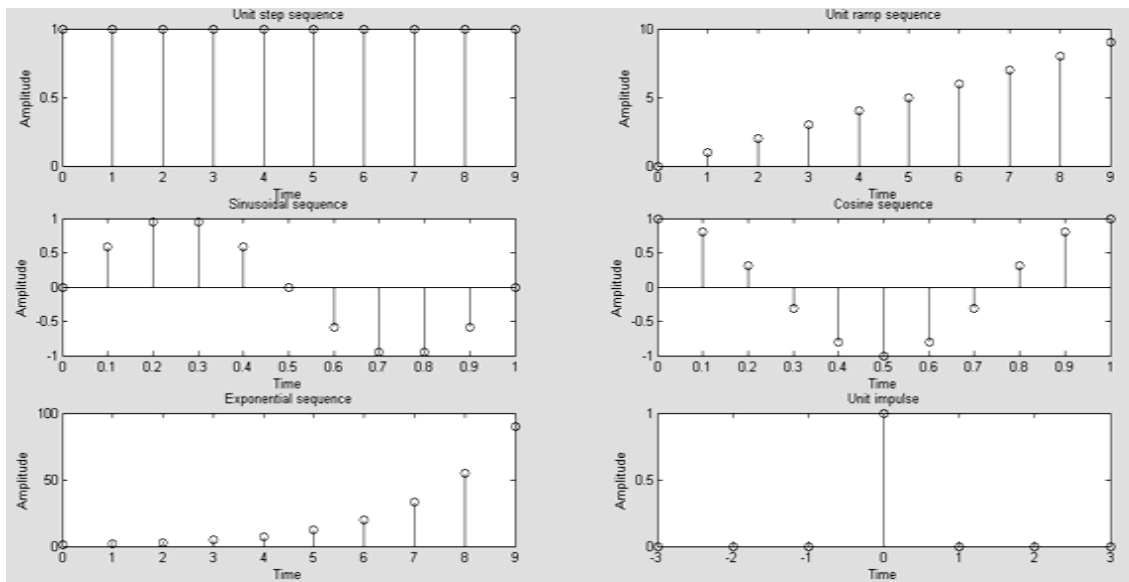 Unit step sequence
1
0.5
0
Amplitude
0 1 2 3 4 5 6 7 8 9
Time
Unit ramp sequence
10
5
0
Amplitude
0 1 2 3 4 5 6 7 8 9
Time
Sinusoidal sequence
1
0.5
0
-0.5
-1
Amplitude
0 0.1 0.2 0.3 0.4 0.5 0.6 0.7 0.8 0.9 1
Time
Cosine sequence
1
0.5
0
-0.5
-1
Amplitude
0 0.1 0.2 0.3 0.4 0.5 0.6 0.7 0.8 0.9 1
Time
Exponential sequence
100
50
0
Amplitude
0 1 2 3 4 5 6 7 8 9
Time
Unit impulse
1
0.5
0
Amplitude
-3 -2 -1 0 1 2 3
Time